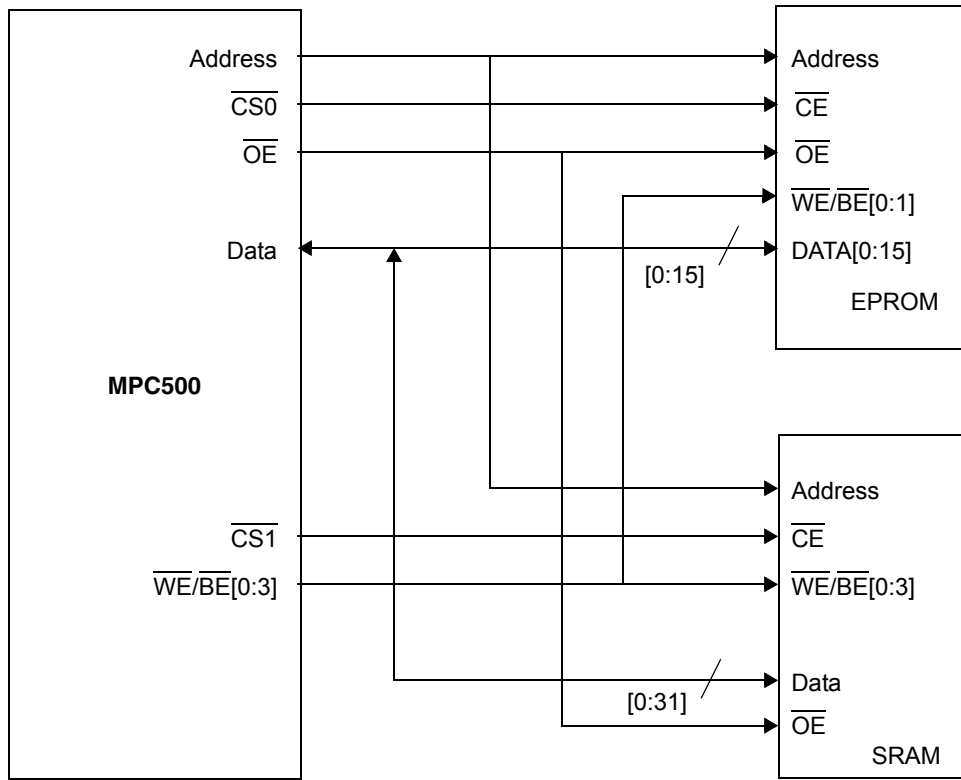 Address
CS0
OE
Data
MPC500
CS1
WE/BE[0:3]
Address
CE
OE
WE/BE[0:1]
DATA[0:15]
[0:15]
EPROM
Address
CE
WE/BE[0:3]
Data
[0:31]
OE
SRAM